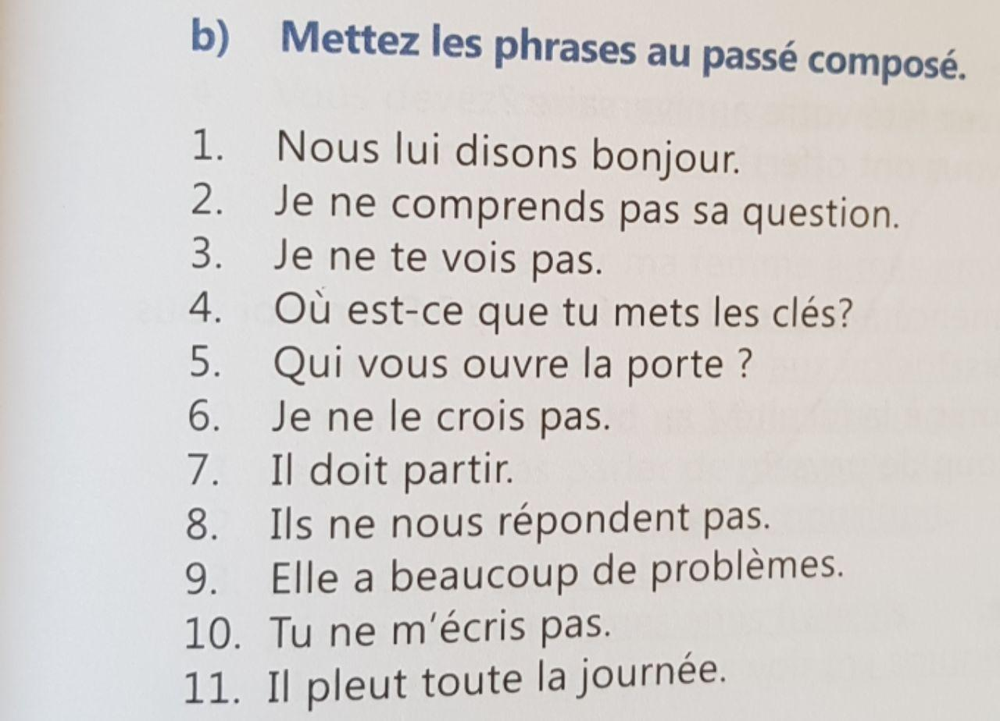 b) Mettez les phrases au passé composé.
1. Nous lui disons bonjour.
2. Je ne comprends pas sa question.
3. Je ne te vois pas.
4. Où est-ce que tu mets les clés?
5. Qui vous ouvre la porte ?
6. Je ne le crois pas.
7. Il doit partir.
8. Ils ne nous répondent pas.
9. Elle a beaucoup de problèmes.
10. Tu ne m'écris pas.
11. Il pleut toute la journée.